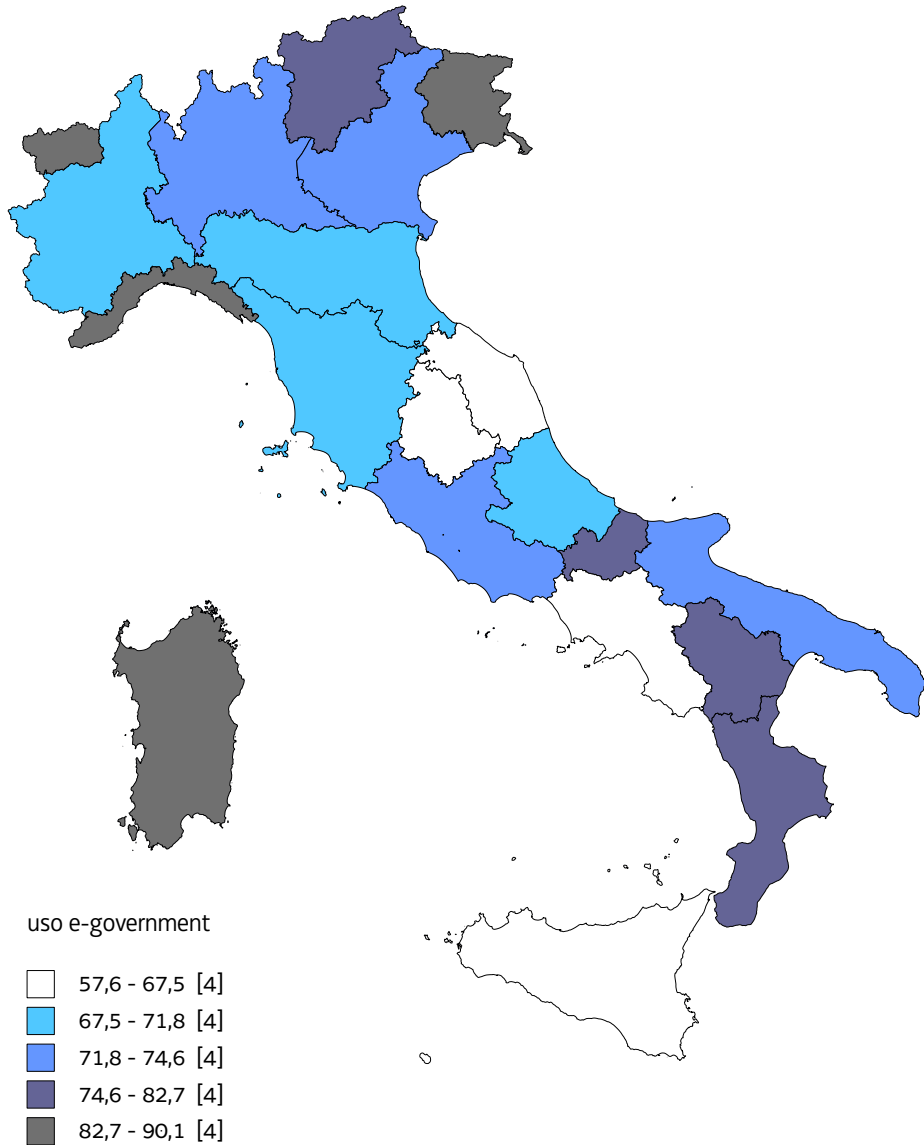 uso e-government
57,6 - 67,5 [4]
67,5 - 71,8 [4]
71,8 - 74,6 [4]
74,6 - 82,7 [4]
82,7 - 90,1 [4]